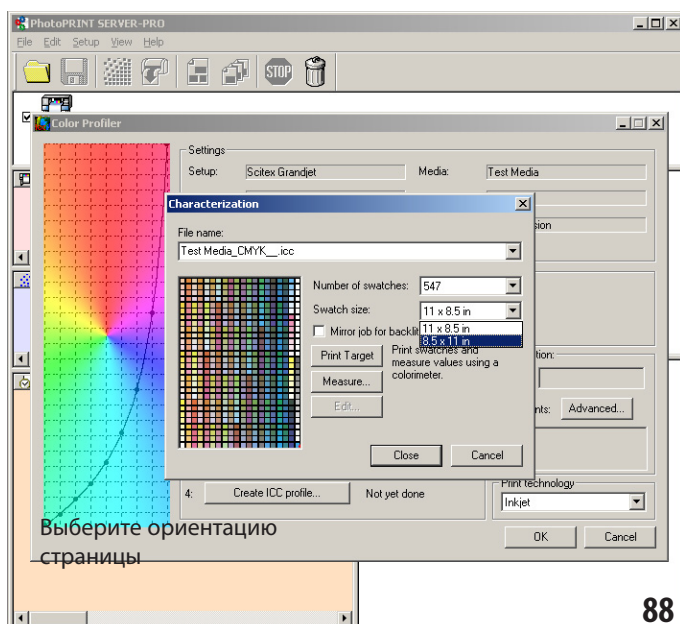 PhotoPRINT SERVER-PRO
File Edit Setup View Help
STOP
Color Profiler
Settings
Setup: Scitex Grandjet Media: Test Media
sion
Characterization
File name:
Test Media_CMYK__.icc
Number of swatches: 547
Swatch size: 11 x 8.5 in
11 x 8.5 in
8.5 x 11 in
Mirror job for backlit
Print Target
Print swatches and
measure values using a
colorimeter.
Measure...
Edit...
Close Cancel
tion:
nts: Advanced...
4: Create ICC profile... Not yet done
Print technology
Inkjet
OK Cancel
Выберите ориентацию
страницы
88